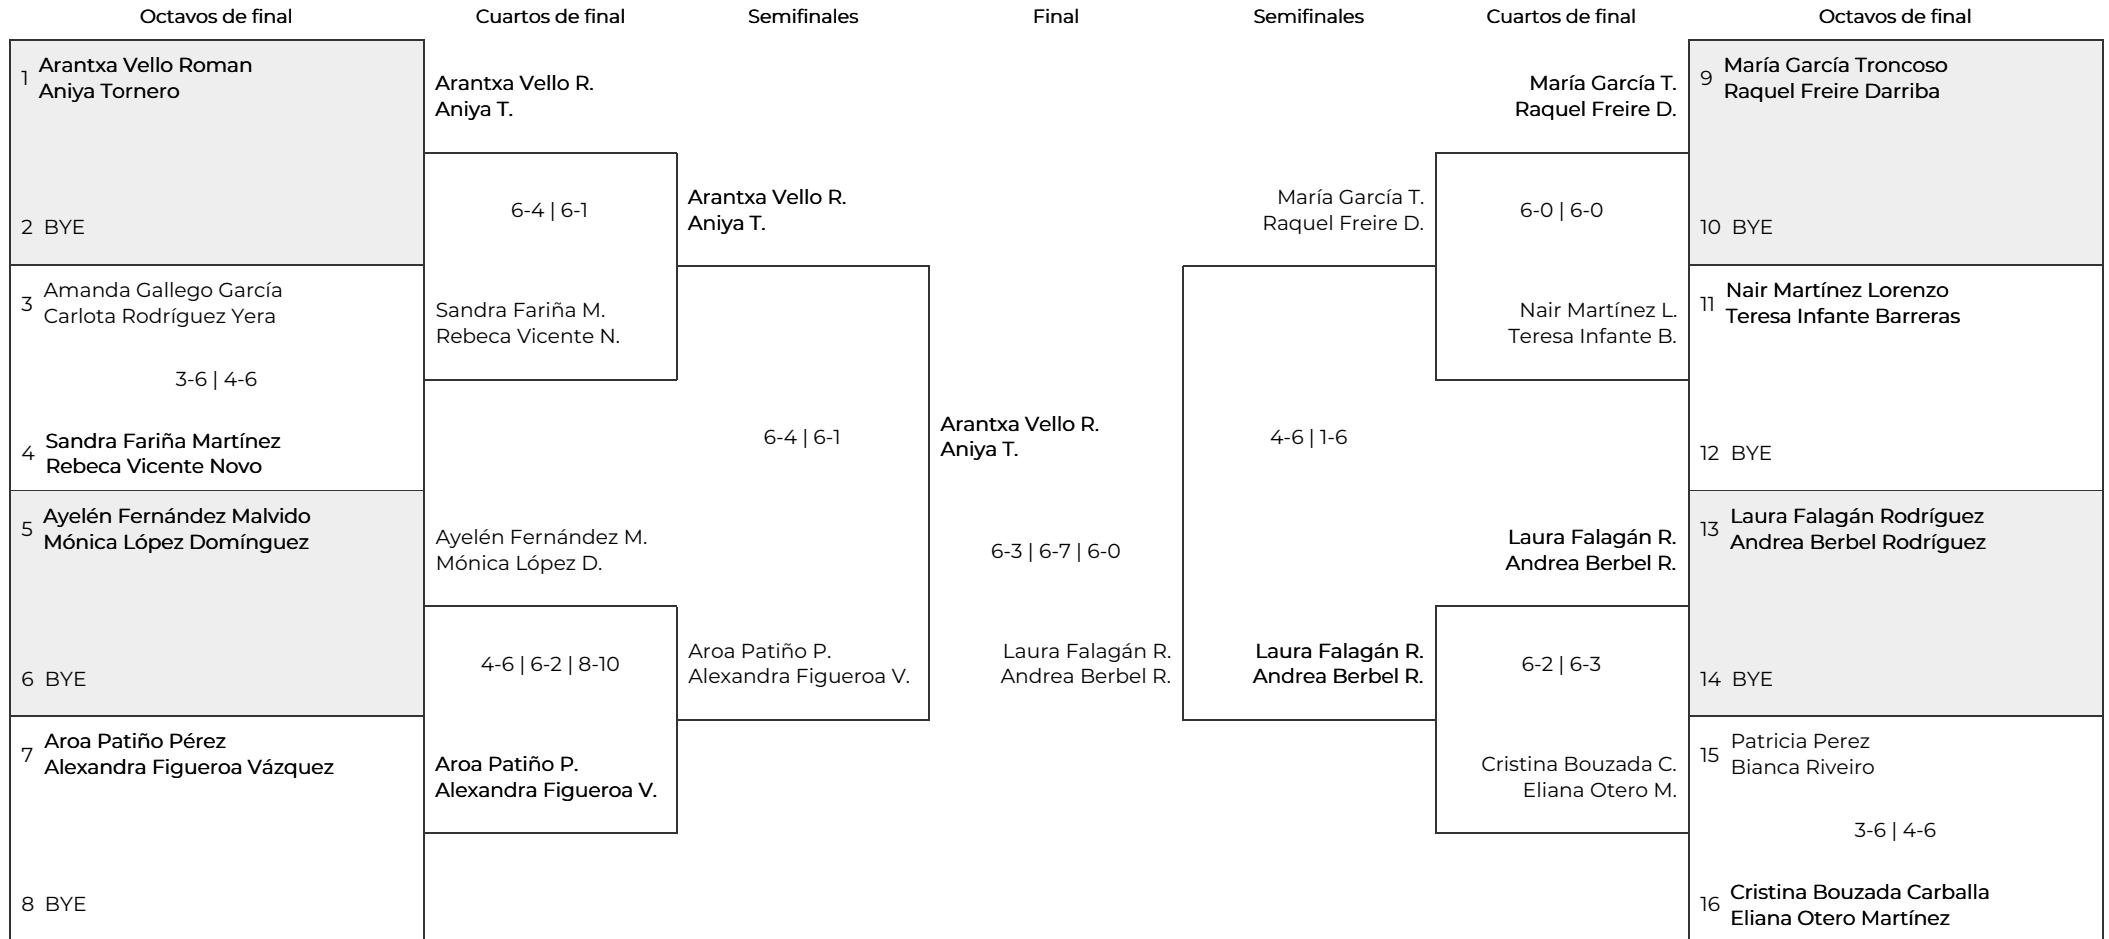 Octavos de final
Cuartos de final
Semifinales
Final
Semifinales
Cuartos de final
Octavos de final
1
Arantxa Vello Roman
Aniya Tornero
2 BYE
3
Amanda Gallego García
Carlota Rodríguez Yera
3-6 | 4-6
4
Sandra Fariña Martínez
Rebeca Vicente Novo
5
Ayelén Fernández Malvido
Mónica López Domínguez
6 BYE
7
Aroa Patiño Pérez
Alexandra Figueroa Vázquez
8 BYE
Arantxa Vello R.
Aniya T.
6-4 | 6-1
Sandra Fariña M.
Rebeca Vicente N.
Ayelén Fernández M.
Mónica López D.
4-6 | 6-2 | 8-10
Aroa Patiño P.
Alexandra Figueroa V.
Arantxa Vello R.
Aniya T.
6-4 | 6-1
Aroa Patiño P.
Alexandra Figueroa V.
Arantxa Vello R.
Aniya T.
6-3 | 6-7 | 6-0
Laura Falagán R.
Andrea Berbel R.
María García T.
Raquel Freire D.
4-6 | 1-6
Laura Falagán R.
Andrea Berbel R.
María García T.
Raquel Freire D.
6-0 | 6-0
Nair Martínez L.
Teresa Infante B.
Laura Falagán R.
Andrea Berbel R.
6-2 | 6-3
Cristina Bouzada C.
Eliana Otero M.
9
María García Troncoso
Raquel Freire Darriba
10 BYE
11
Nair Martínez Lorenzo
Teresa Infante Barreras
12 BYE
13
Laura Falagán Rodríguez
Andrea Berbel Rodríguez
14 BYE
15
Patricia Perez
Bianca Riveiro
3-6 | 4-6
16
Cristina Bouzada Carballa
Eliana Otero Martínez